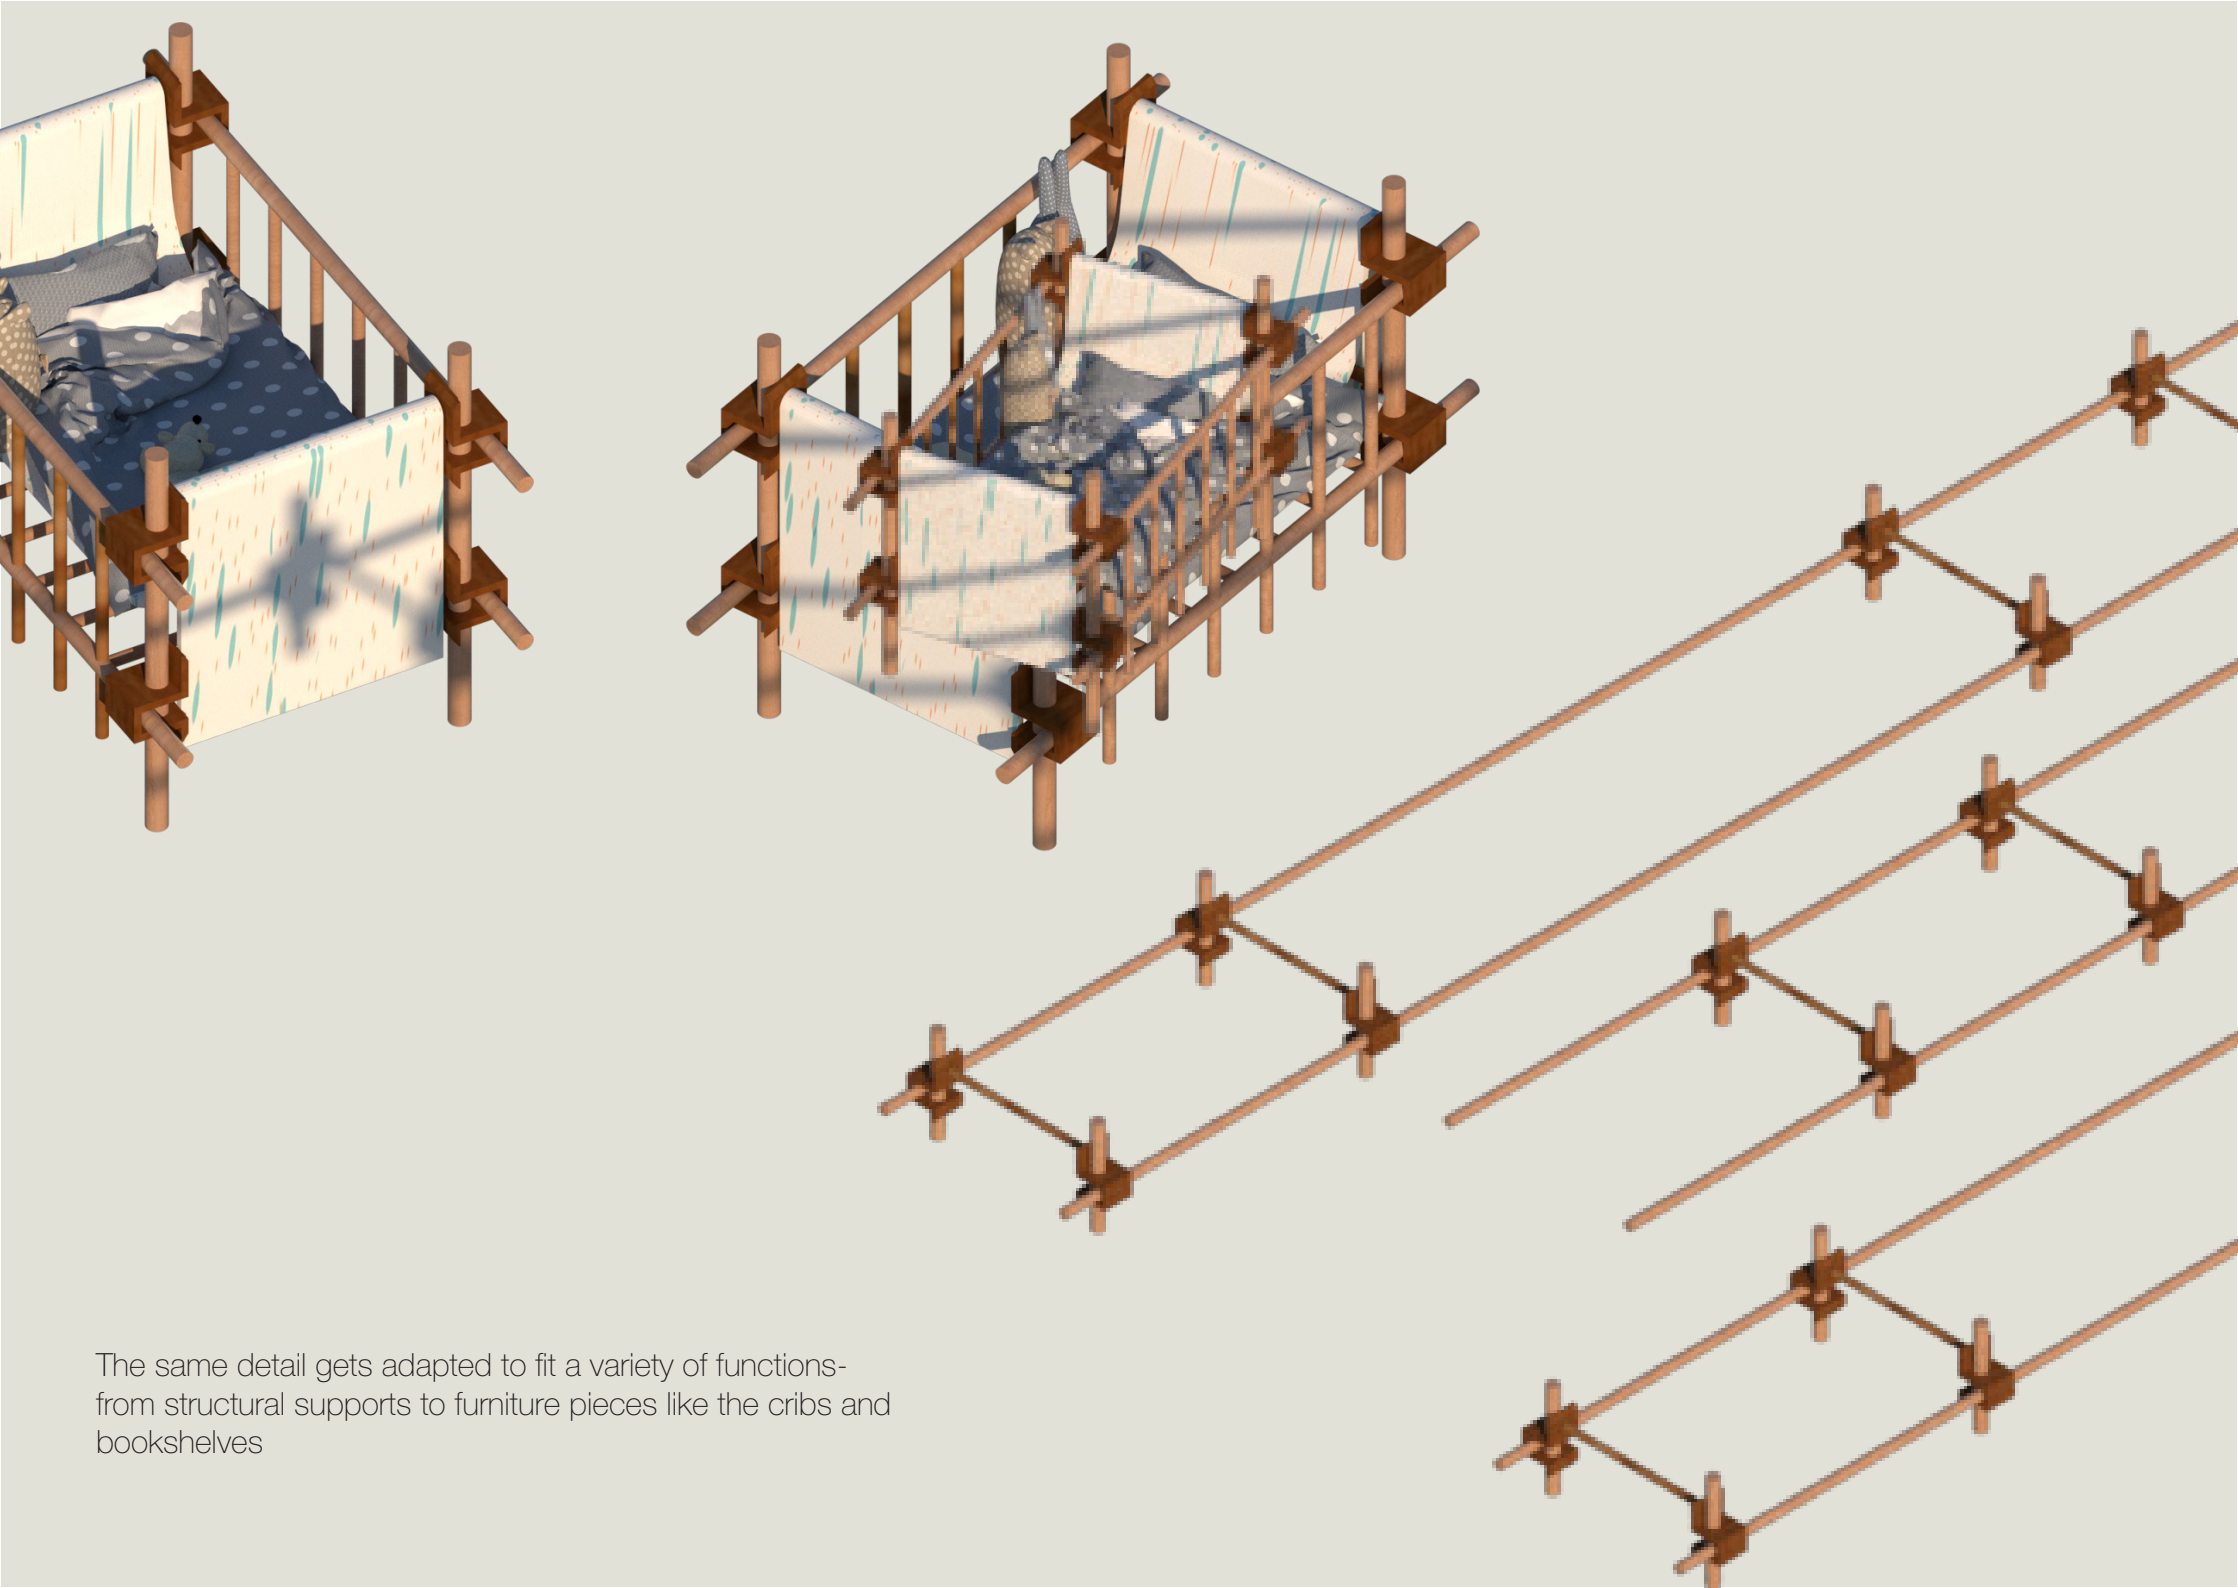 The same detail gets adapted to fit a variety of functions-
from structural supports to furniture pieces like the cribs and
bookshelves